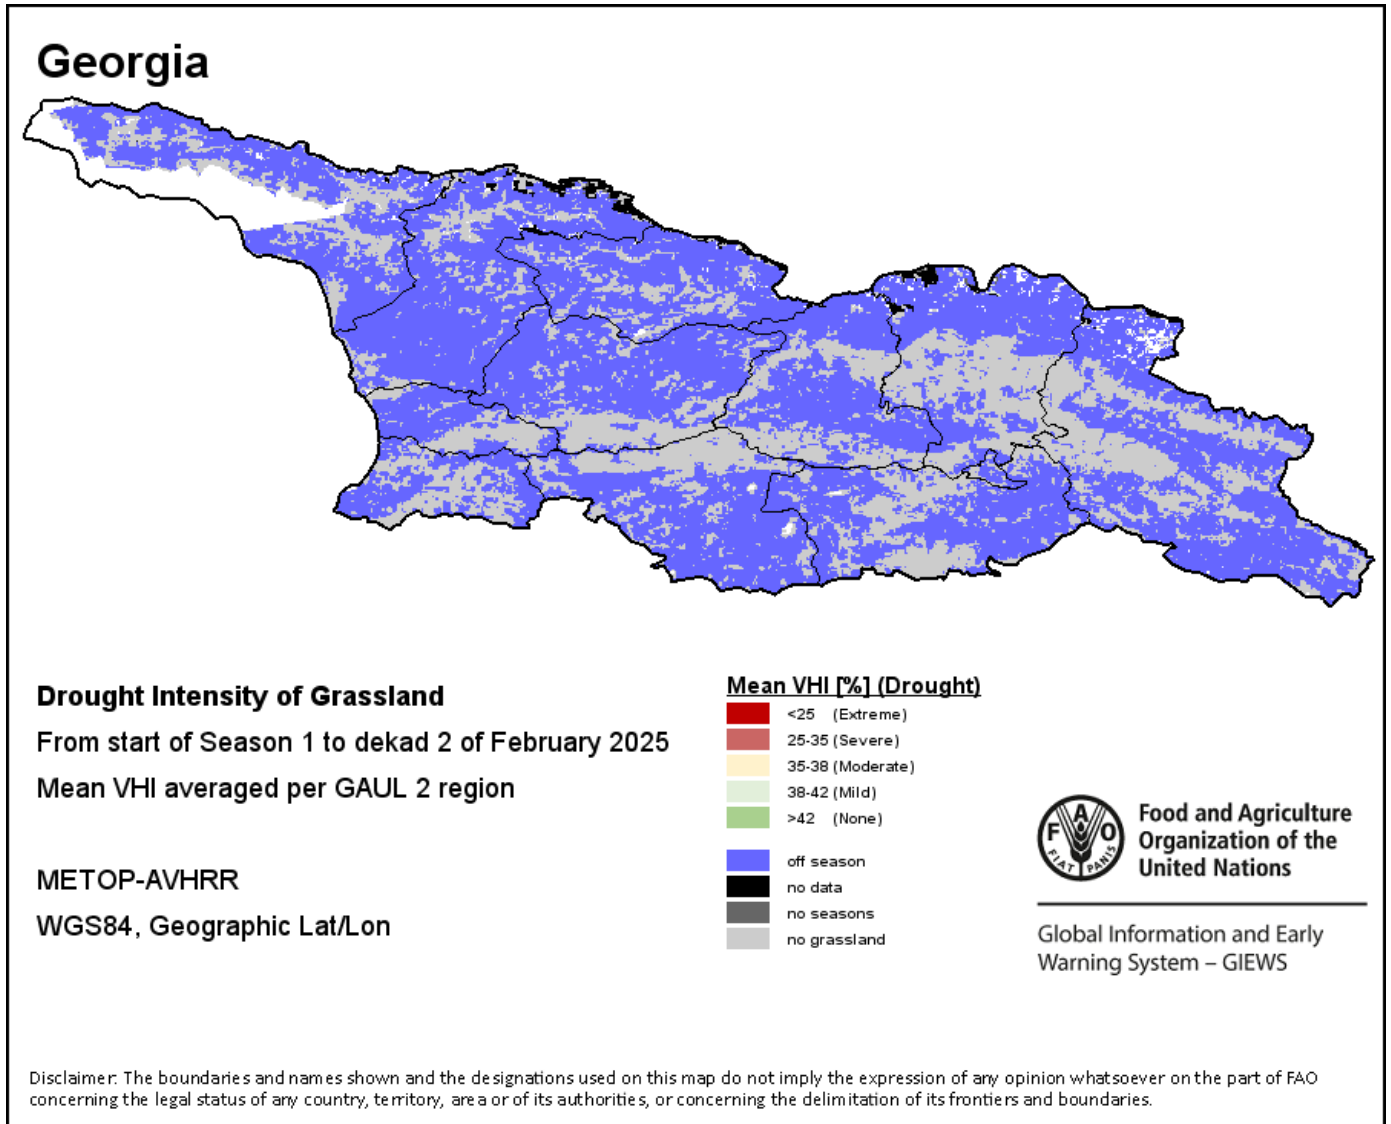 Georgia
Drought Intensity of Grassland
From start of Season 1 to dekad 2 of February 2025
Mean VHI averaged per GAUL 2 region
METOP-AVHRR
WGS84, Geographic Lat/Lon
Mean VHI [%] (Drought)
<25 (Extreme)
25-35 (Severe)
35-38 (Moderate)
38-42 (Mild)
>42 (None)
off season
no data
no seasons
no grassland
F A O
FIAT PANIS
Food and Agriculture
Organization of the
United Nations
Global Information and Early
Warning System – GIEWS
Disclaimer: The boundaries and names shown and the designations used on this map do not imply the expression of any opinion whatsoever on the part of FAO
concerning the legal status of any country, territory, area or of its authorities, or concerning the delimitation of its frontiers and boundaries.